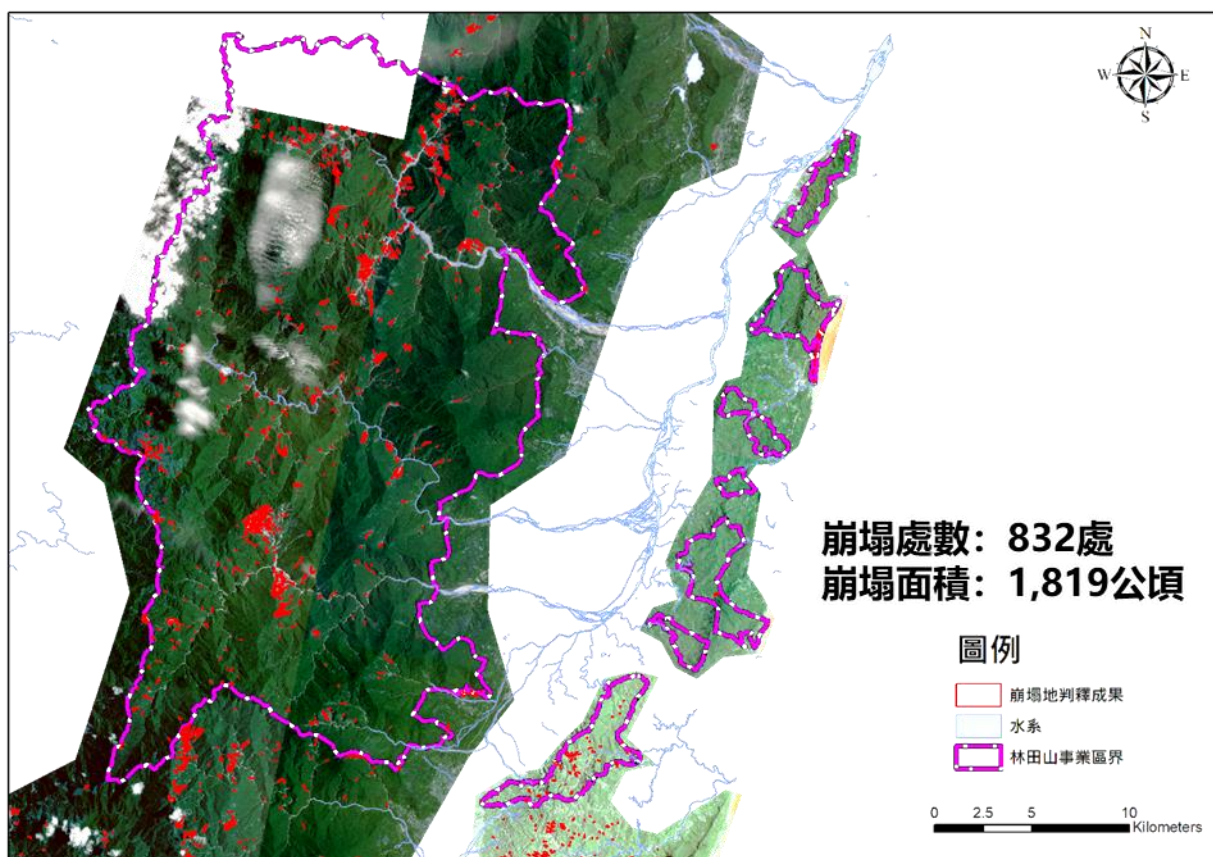 N
W E
S
崩塌處數：832處
崩塌面積：1,819公頃
圖例
崩塌地判釋成果
水系
林田山事業區界
0 2.5 5 10
Kilometers